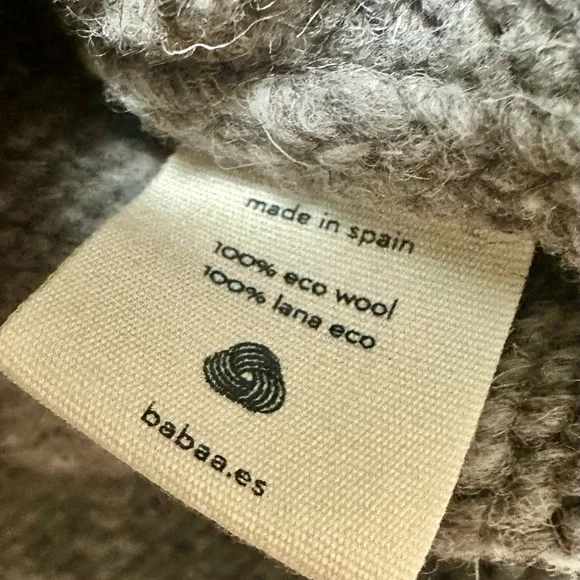 made in spain
100% eco wool
100% lana eco
babaa.es